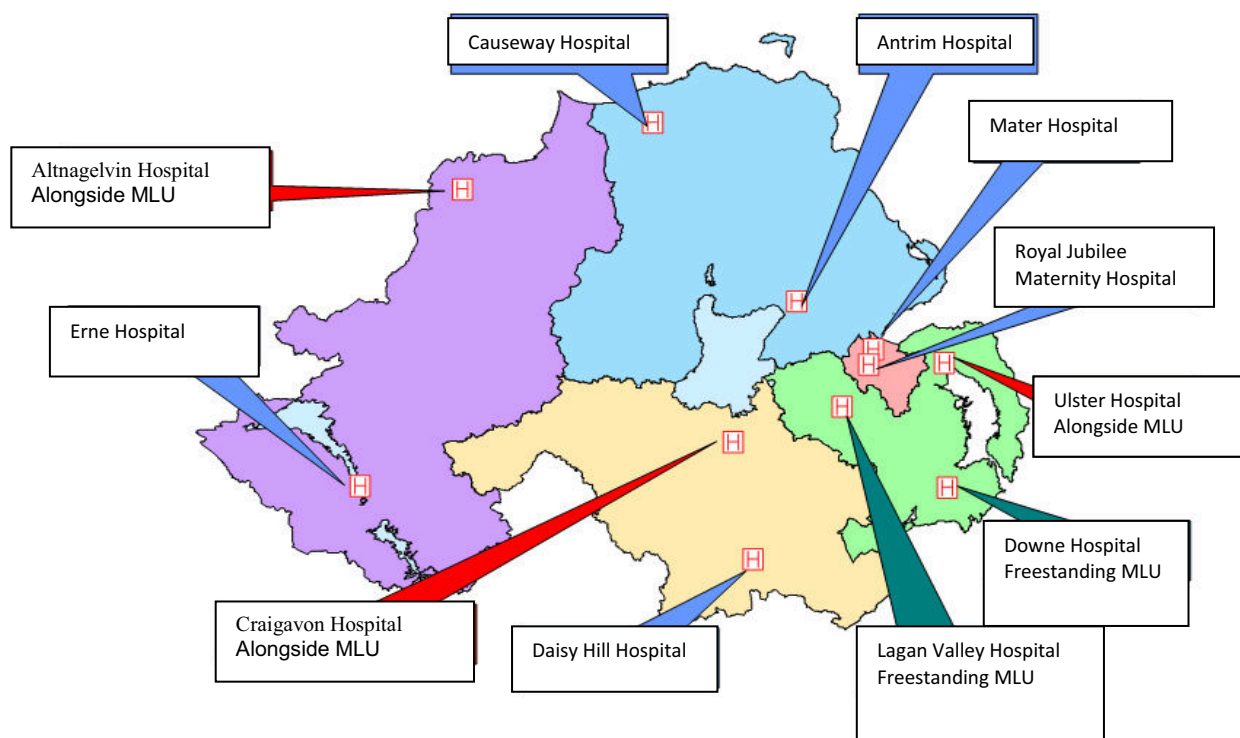 Causeway Hospital
Antrim Hospital
Mater Hospital
Altnagelvin Hospital
Alongside MLU
H
H
Royal Jubilee
Maternity Hospital
Erne Hospital
H
H
H
H
Ulster Hospital
Alongside MLU
H
H
H
H
Downe Hospital
Freestanding MLU
H
Craigavon Hospital
Alongside MLU
Daisy Hill Hospital
Lagan Valley Hospital
Freestanding MLU